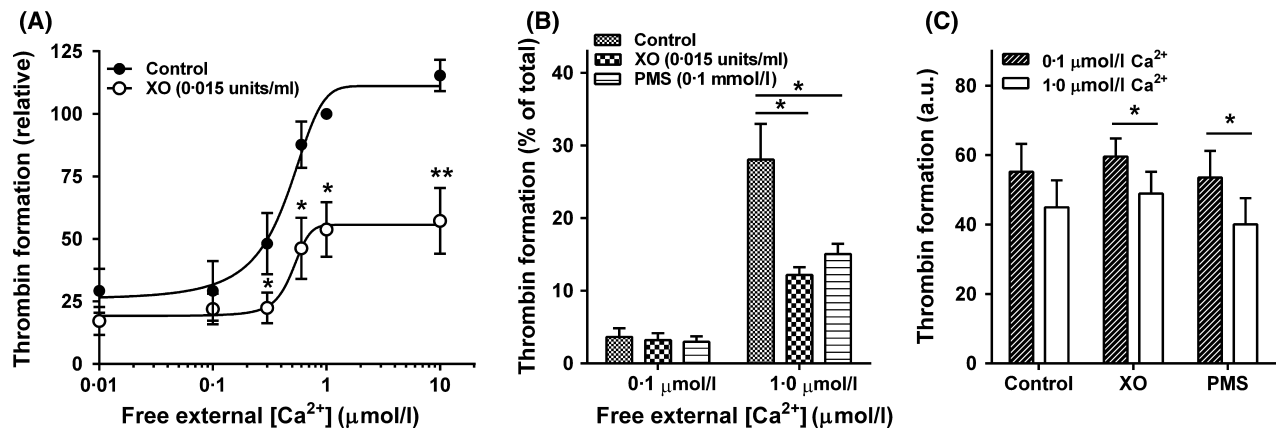 (A)
Thrombin formation (relative)
125
100
75
50
25
0
Control
XO (0·015 units/ml)
*
*
*
**
0·01
0·1
1
10
Free external [Ca²⁺] (μmol/l)
(B)
Thrombin formation (% of total)
40
30
20
10
0
Control
XO (0·015 units/ml)
PMS (0·1 mmol/l)
*
*
0·1 μmol/l
1·0 μmol/l
Free external [Ca²⁺] (μmol/l)
(C)
Thrombin formation (a.u.)
80
60
40
20
0
0·1 μmol/l Ca²⁺
1·0 μmol/l Ca²⁺
*
*
Control
XO
PMS